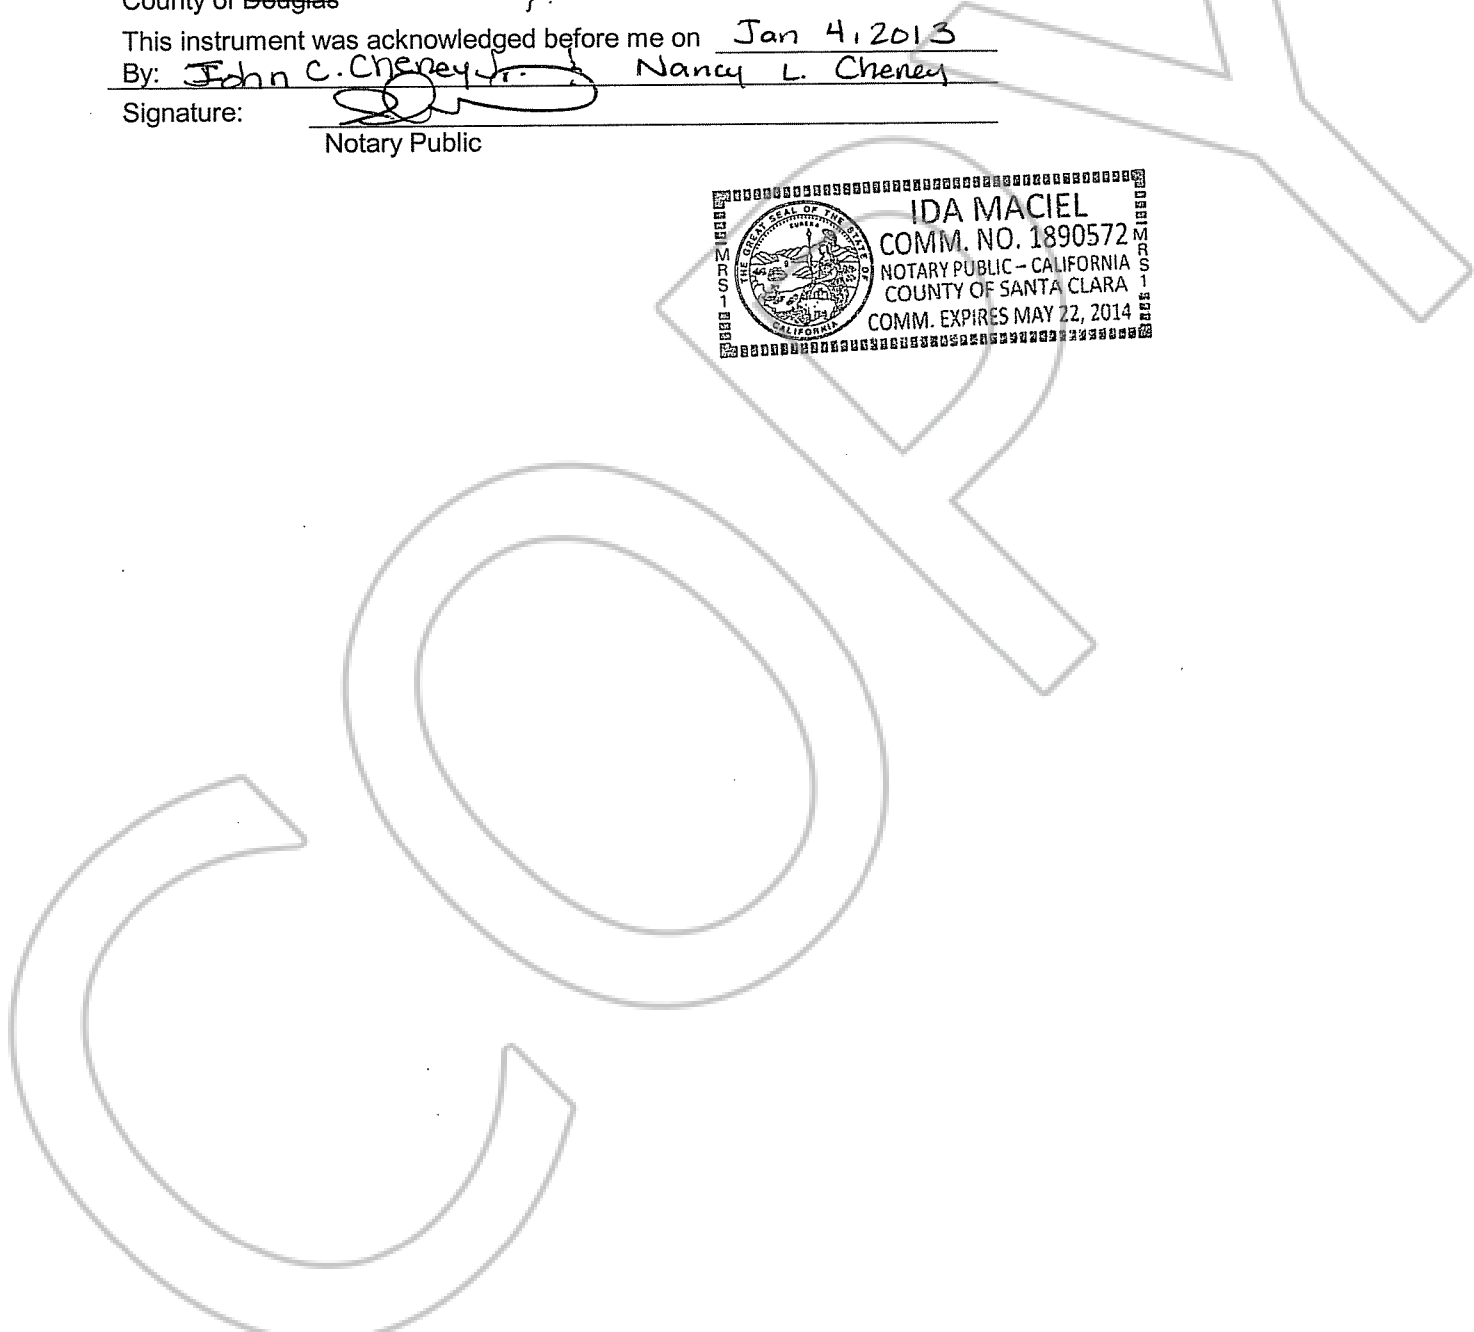 County of Douglas
This instrument was acknowledged before me on Jan 4, 2013
By: John C. Cheney Jr. & Nancy L. Cheney
Signature:
Notary Public
IDA MACIEL
COMM. NO. 1890572
NOTARY PUBLIC – CALIFORNIA
COUNTY OF SANTA CLARA
COMM. EXPIRES MAY 22, 2014
MRS1
MRS1
THE GREAT SEAL OF THE STATE OF
EUREKA
CALIFORNIA
COPY